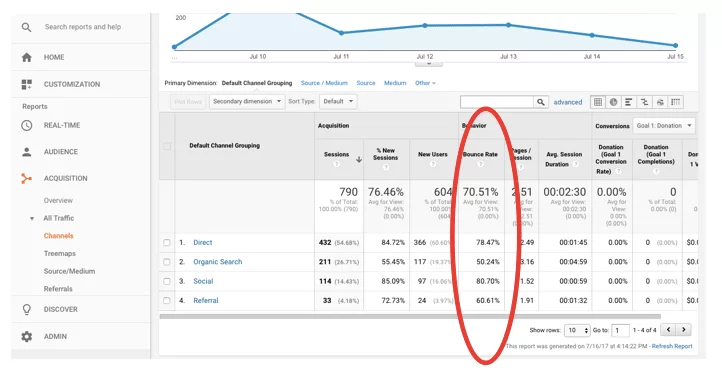 200
Search reports and help
... Jul 10 Jul 11 Jul 12 Jul 13 Jul 14 Jul 15
HOME
CUSTOMIZATION
Reports
REAL-TIME
AUDIENCE
ACQUISITION
Overview
All Traffic
Channels
Treemaps
Source/Medium
Referrals
DISCOVER
ADMIN
Primary Dimension: Default Channel Grouping Source / Medium Source Medium Other
Plot Rows Secondary dimension Sort Type: Default advanced
Default Channel Grouping
Acquisition Behavior Conversions Goal 1: Donation
Sessions % New Sessions New Users Bounce Rate Pages / Session Avg. Session Duration Donation (Goal 1 Conversion Rate) Donation (Goal 1 Completions)
790 76.46% 604 70.51% 2.51 00:02:30 0.00% 0
% of Total: 100.00% (790) Avg for View: 76.46% (0.00%) % of Total: 100.00% (604) Avg for View: 70.51% (0.00%) Avg for View: 2.51 (0.00%) Avg for View: 00:02:30 (0.00%) Avg for View: 0.00% (0.00%) % of Total: 0.00% (0)
1. Direct 432 (54.68%) 84.72% 366 (60.60%) 78.47% 2.49 00:01:45 0.00% 0 (0.00%) $0.
2. Organic Search 211 (26.71%) 55.45% 117 (19.37%) 50.24% 3.16 00:04:59 0.00% 0 (0.00%) $0.
3. Social 114 (14.43%) 85.09% 97 (16.06%) 80.70% 1.52 00:00:59 0.00% 0 (0.00%) $0.
4. Referral 33 (4.18%) 72.73% 24 (3.97%) 60.61% 1.91 00:01:32 0.00% 0 (0.00%) $0.
Show rows: 10 Go to: 1 1 - 4 of 4
This report was generated on 7/16/17 at 4:14:22 PM - Refresh Report